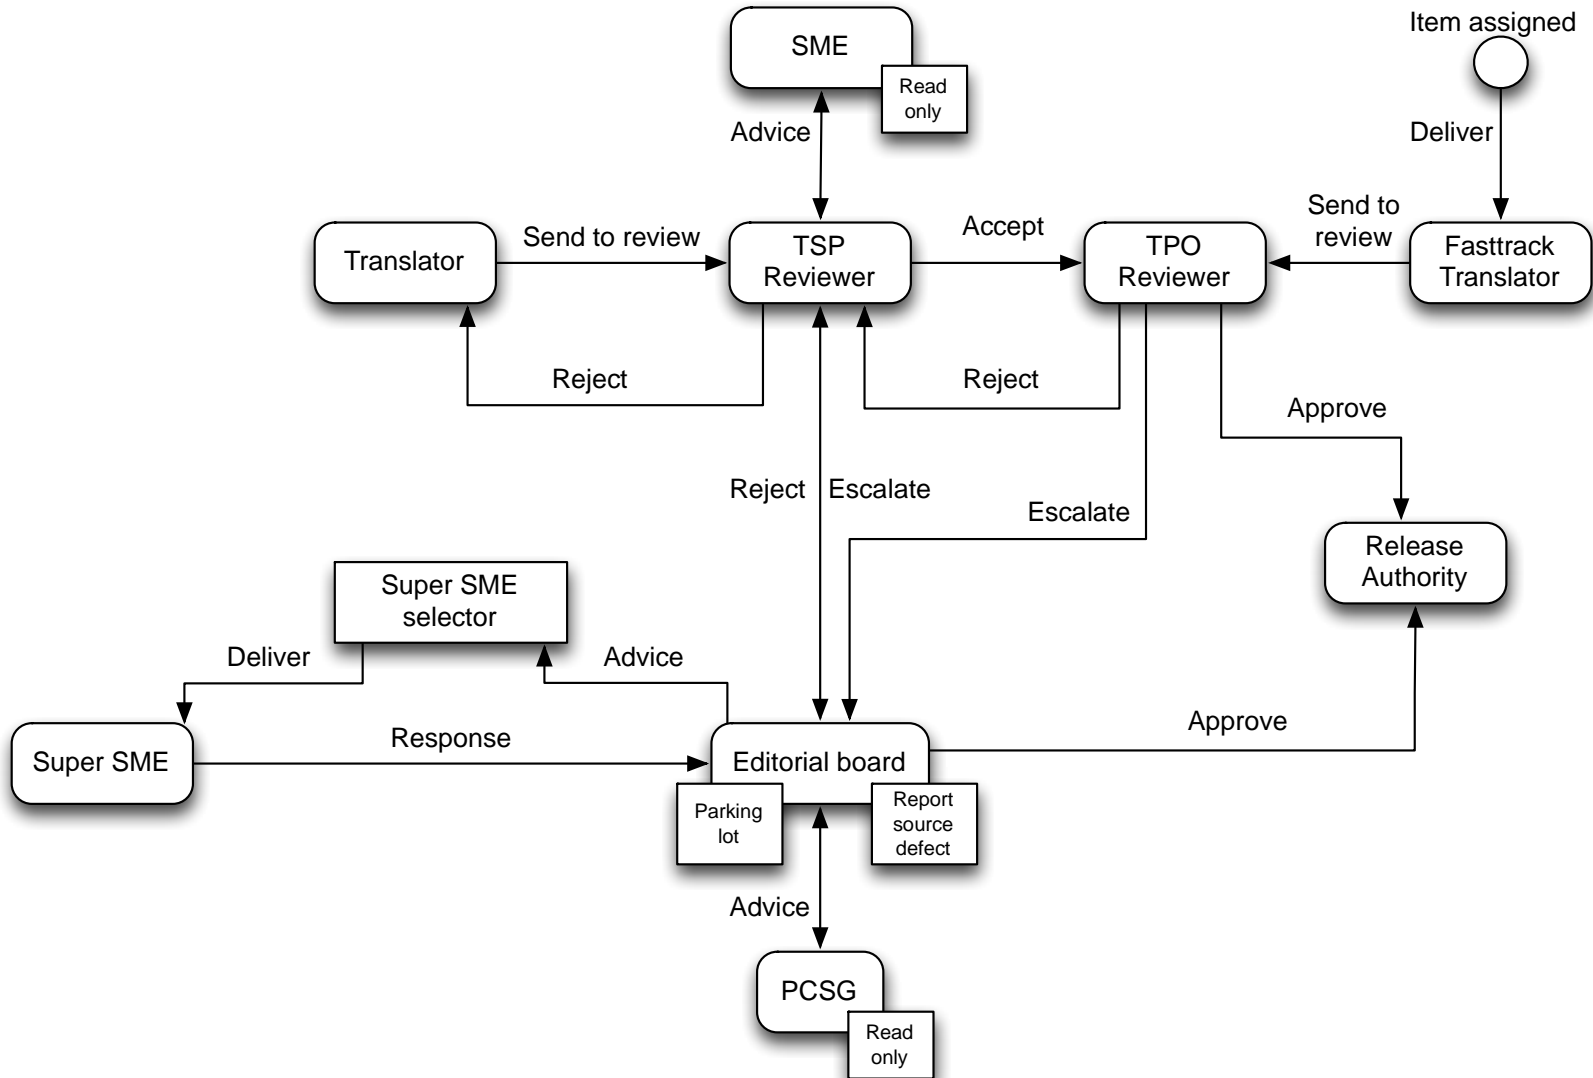 Item assigned
SME
Read
only
Advice
Deliver
Translator
Send to review
TSP
Reviewer
Accept
TPO
Reviewer
Send to
review
Fasttrack
Translator
Reject
Reject
Approve
Reject
Escalate
Escalate
Release
Authority
Super SME
selector
Deliver
Advice
Super SME
Response
Editorial board
Approve
Parking
lot
Report
source
defect
Advice
PCSG
Read
only